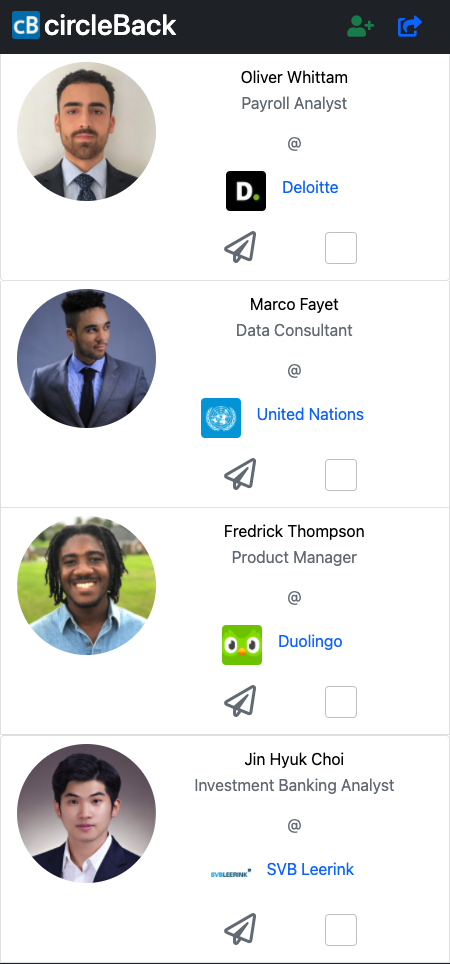 cB circleBack
Oliver Whittam
Payroll Analyst
@
D. Deloitte
Marco Fayet
Data Consultant
@
United Nations
Fredrick Thompson
Product Manager
@
Duolingo
Jin Hyuk Choi
Investment Banking Analyst
@
SVBLEERINK SVB Leerink